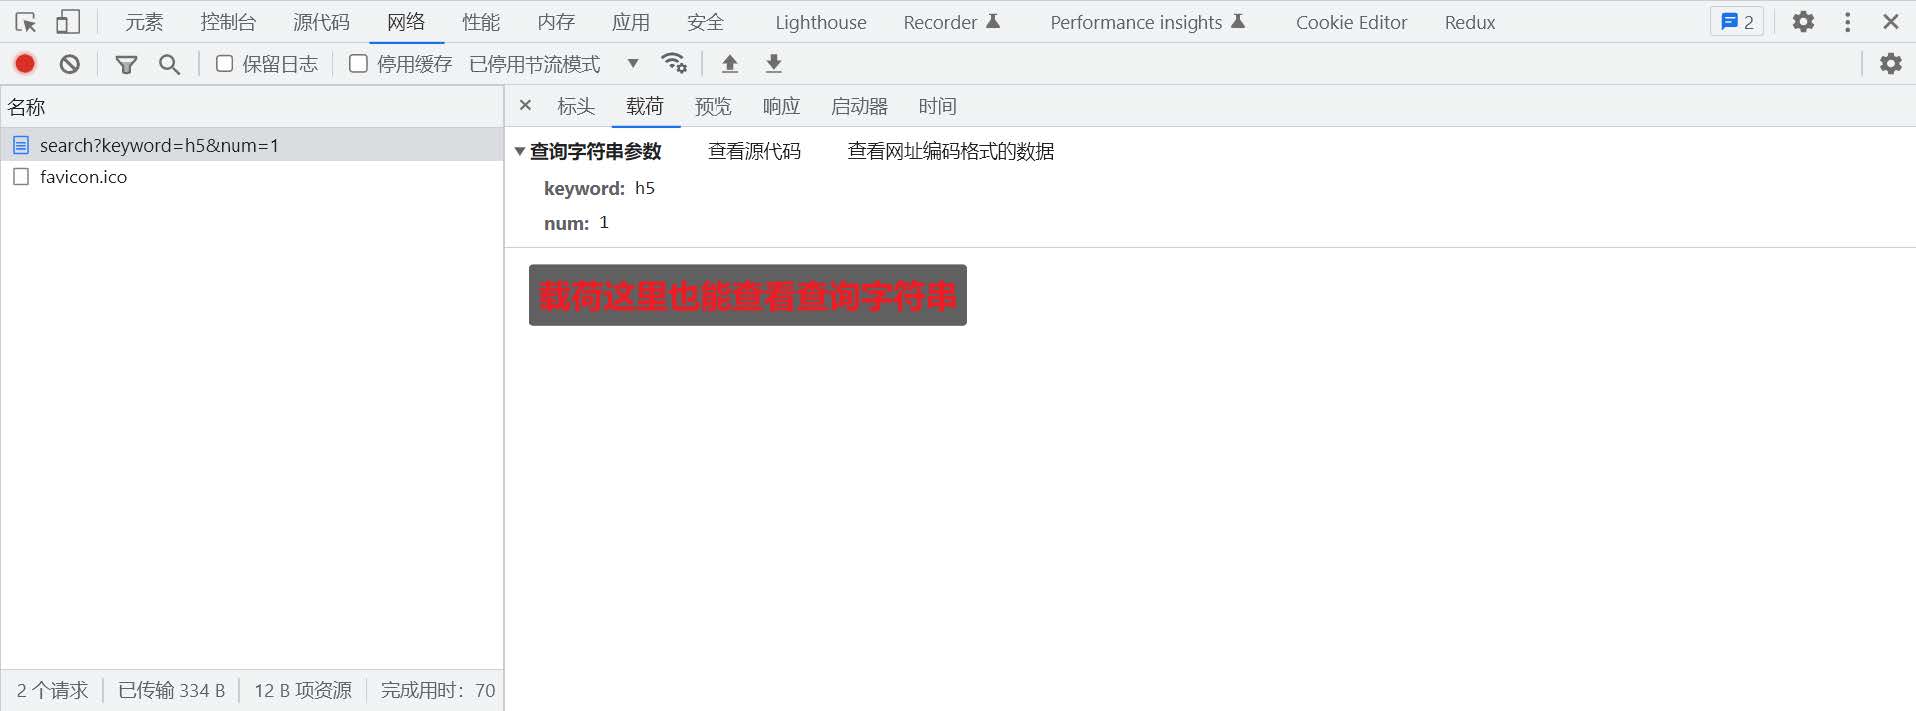 元素 控制台 源代码 网络 性能 内存 应用 安全 Lighthouse Recorder Performance insights Cookie Editor Redux 2
保留日志 停用缓存 已停用节流模式
名称
标头 载荷 预览 响应 启动器 时间
search?keyword=h5&num=1
favicon.ico
查询字符串参数 查看源代码 查看网址编码格式的数据
keyword: h5
num: 1
载荷这里也能查看查询字符串
2 个请求 已传输 334 B 12 B 项资源 完成用时：70